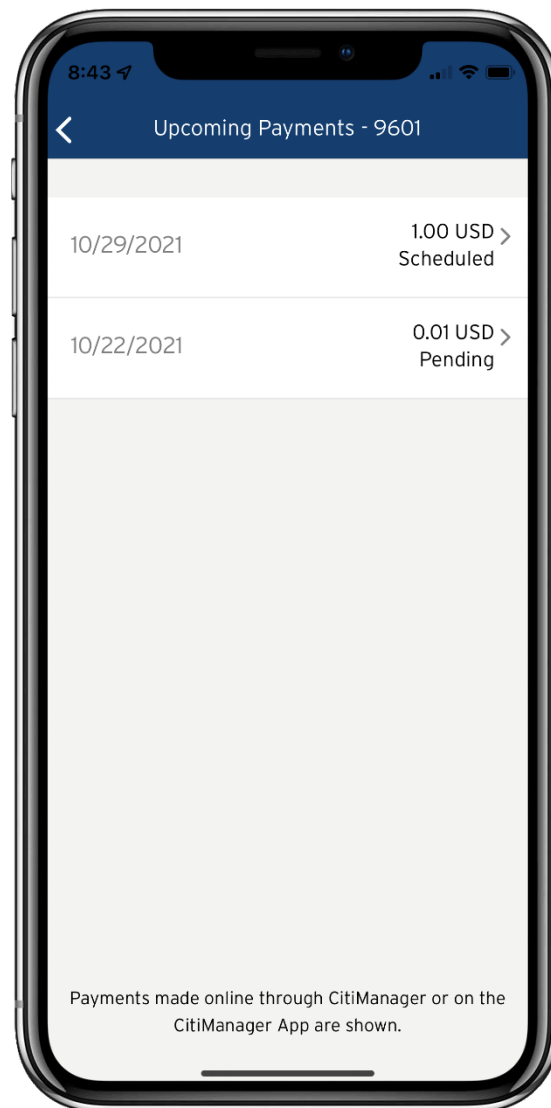 8:43
Upcoming Payments - 9601
10/29/2021
1.00 USD
Scheduled
10/22/2021
0.01 USD
Pending
Payments made online through CitiManager or on the
CitiManager App are shown.